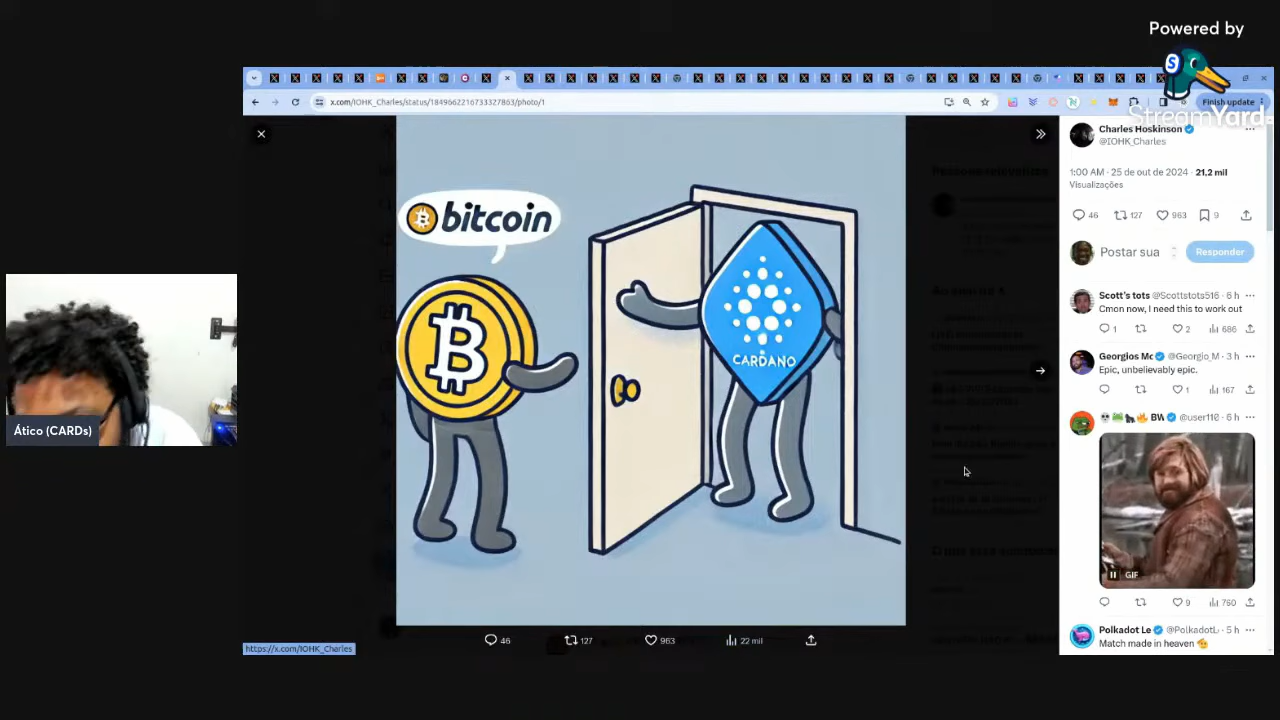 Powered by
StreamYard
x.com/IOHK_Charles/status/1849662216733327863/photo/1
Finish update
bitcoin
CARDANO
Ático (CARDs)
Charles Hoskinson
@IOHK_Charles
1:00 AM · 25 de out de 2024 · 21,2 mil
Visualizações
46 127 963 9
Postar sua
Responder
Scott's tots @Scottstots516 · 6 h
Cmon now, I need this to work out
1 2 686
Georgios Mc @Georgio_M · 3 h
Epic, unbelievably epic.
1 167
BW @user110 · 6 h
GIF
9 760
Polkadot Le @PolkadotL · 5 h
Match made in heaven
46 127 963 22 mil
https://x.com/IOHK_Charles